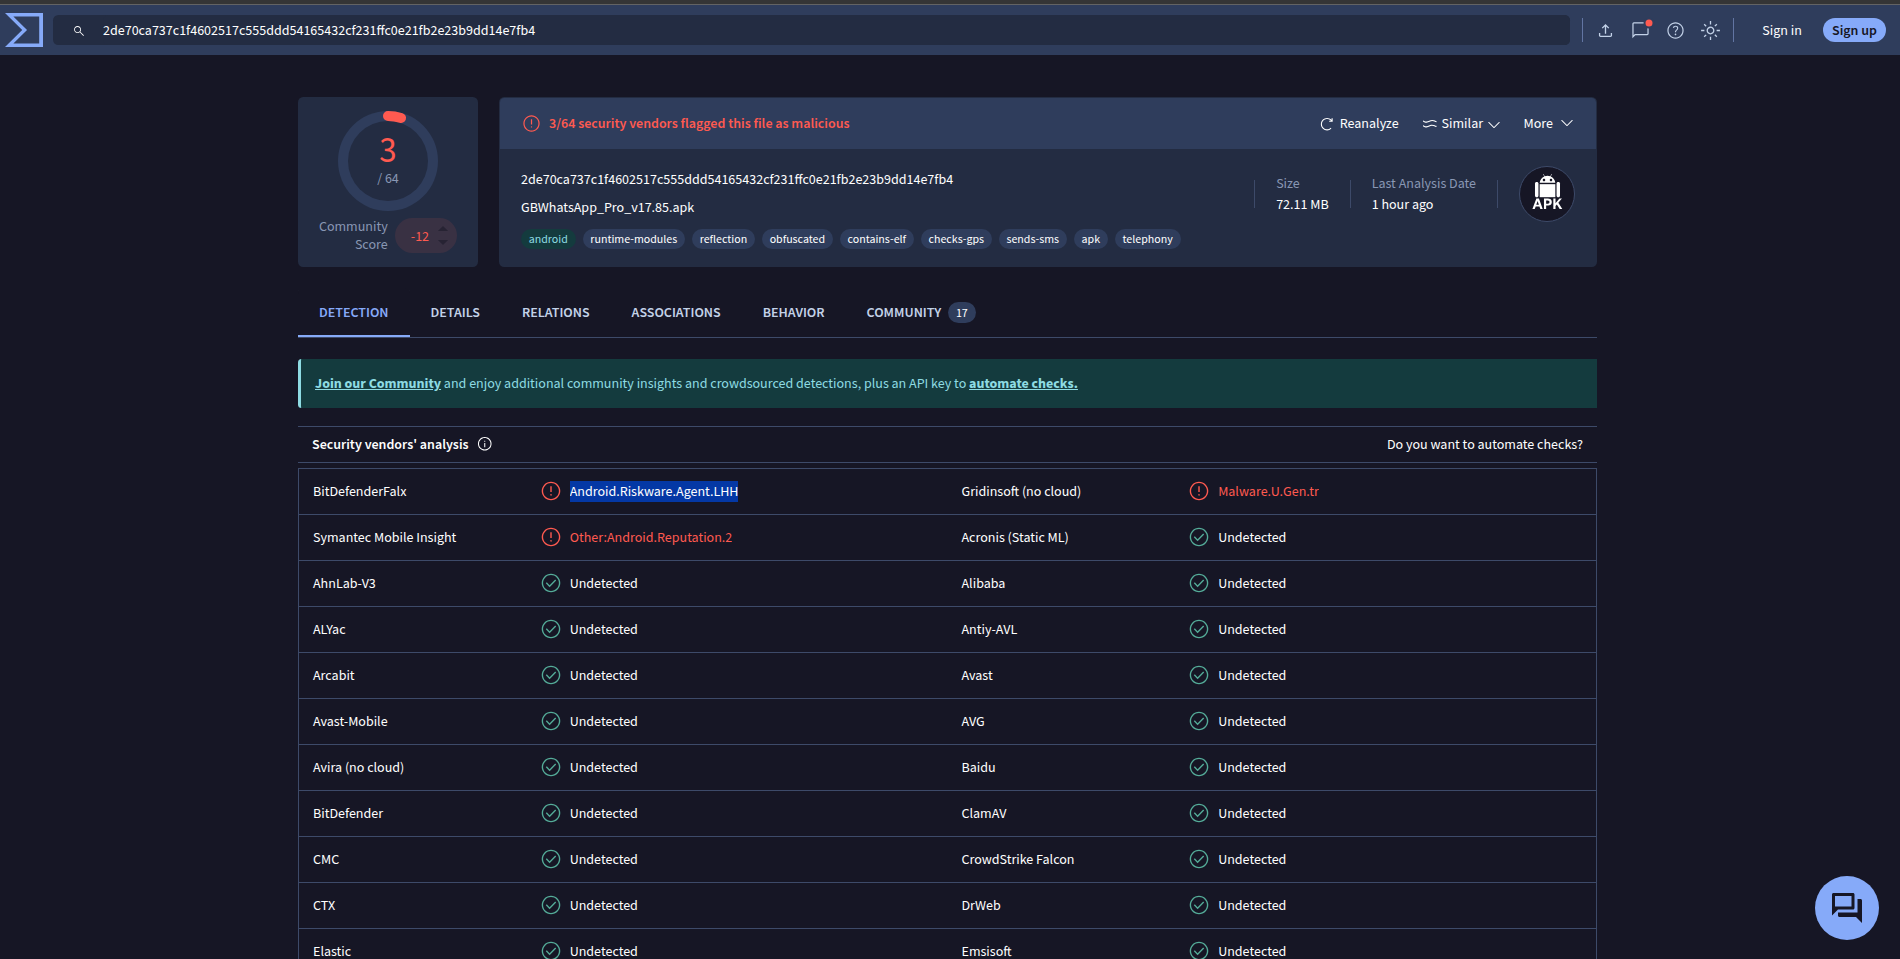 2de70ca737c1f4602517c555ddd54165432cf231ffc0e21fb2e23b9dd14e7fb4
Sign in
Sign up
3
/ 64
Community Score
-12
3/64 security vendors flagged this file as malicious
Reanalyze
Similar
More
2de70ca737c1f4602517c555ddd54165432cf231ffc0e21fb2e23b9dd14e7fb4
GBWhatsApp_Pro_v17.85.apk
android runtime-modules reflection obfuscated contains-elf checks-gps sends-sms apk telephony
Size
72.11 MB
Last Analysis Date
1 hour ago
APK
DETECTION DETAILS RELATIONS ASSOCIATIONS BEHAVIOR COMMUNITY 17
Join our Community and enjoy additional community insights and crowdsourced detections, plus an API key to automate checks.
Security vendors' analysis
Do you want to automate checks?
BitDefenderFalx Android.Riskware.Agent.LHH Gridinsoft (no cloud) Malware.U.Gen.tr
Symantec Mobile Insight Other:Android.Reputation.2 Acronis (Static ML) Undetected
AhnLab-V3 Undetected Alibaba Undetected
ALYac Undetected Antiy-AVL Undetected
Arcabit Undetected Avast Undetected
Avast-Mobile Undetected AVG Undetected
Avira (no cloud) Undetected Baidu Undetected
BitDefender Undetected ClamAV Undetected
CMC Undetected CrowdStrike Falcon Undetected
CTX Undetected DrWeb Undetected
Elastic Undetected Emsisoft Undetected